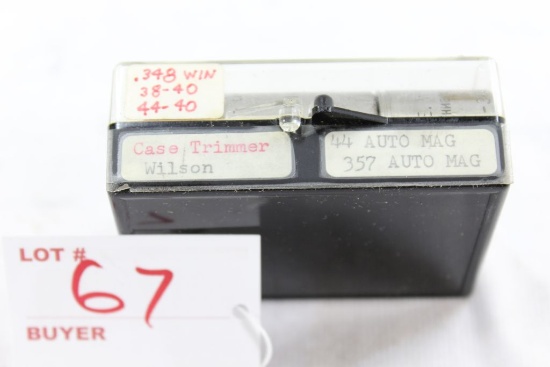 .348 WIN
38-40
44-40
Case Trimmer
Wilson
44 AUTO MAG
357 AUTO MAG
LOT #
67
BUYER